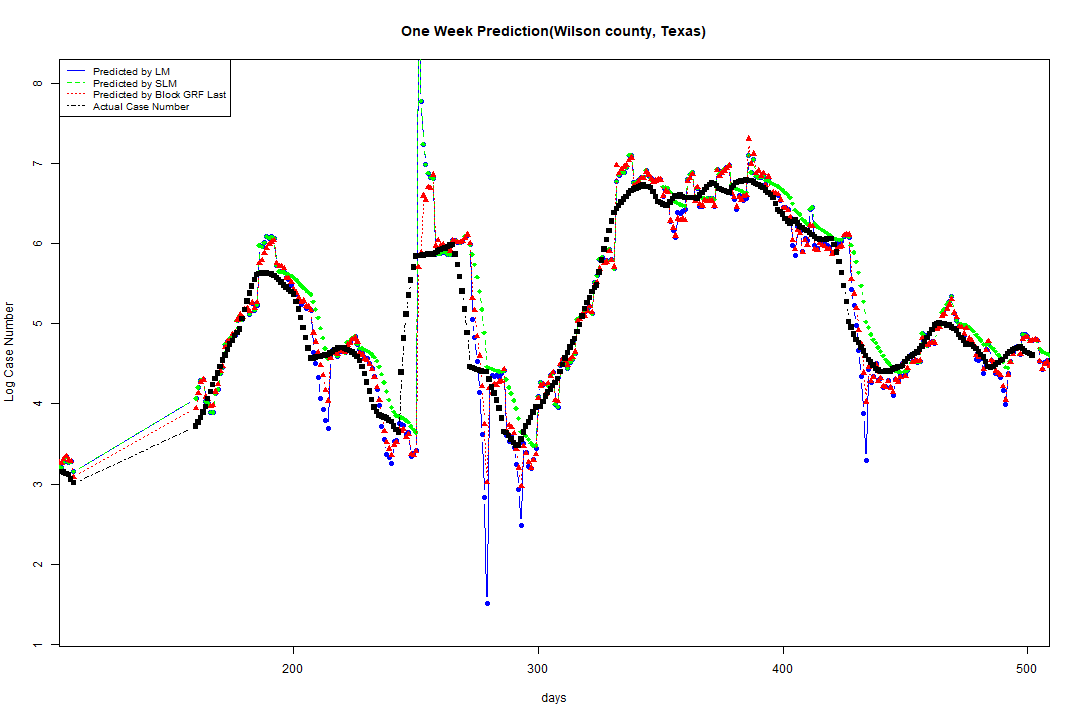 One Week Prediction(Wilson county, Texas)
Predicted by LM
Predicted by SLM
Predicted by Block GRF Last
Actual Case Number
8
7
6
5
4
3
2
1
Log Case Number
200 300 400 500
days